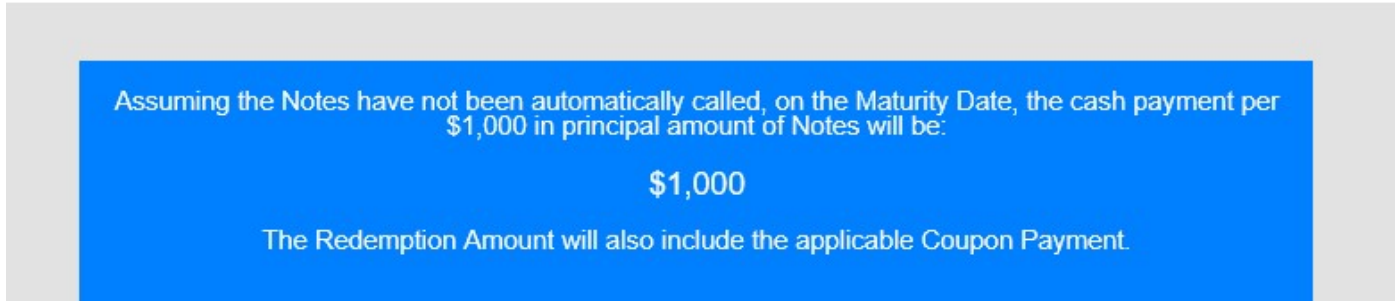 Assuming the Notes have not been automatically called, on the Maturity Date, the cash payment per
$1,000 in principal amount of Notes will be:
$1,000
The Redemption Amount will also include the applicable Coupon Payment.